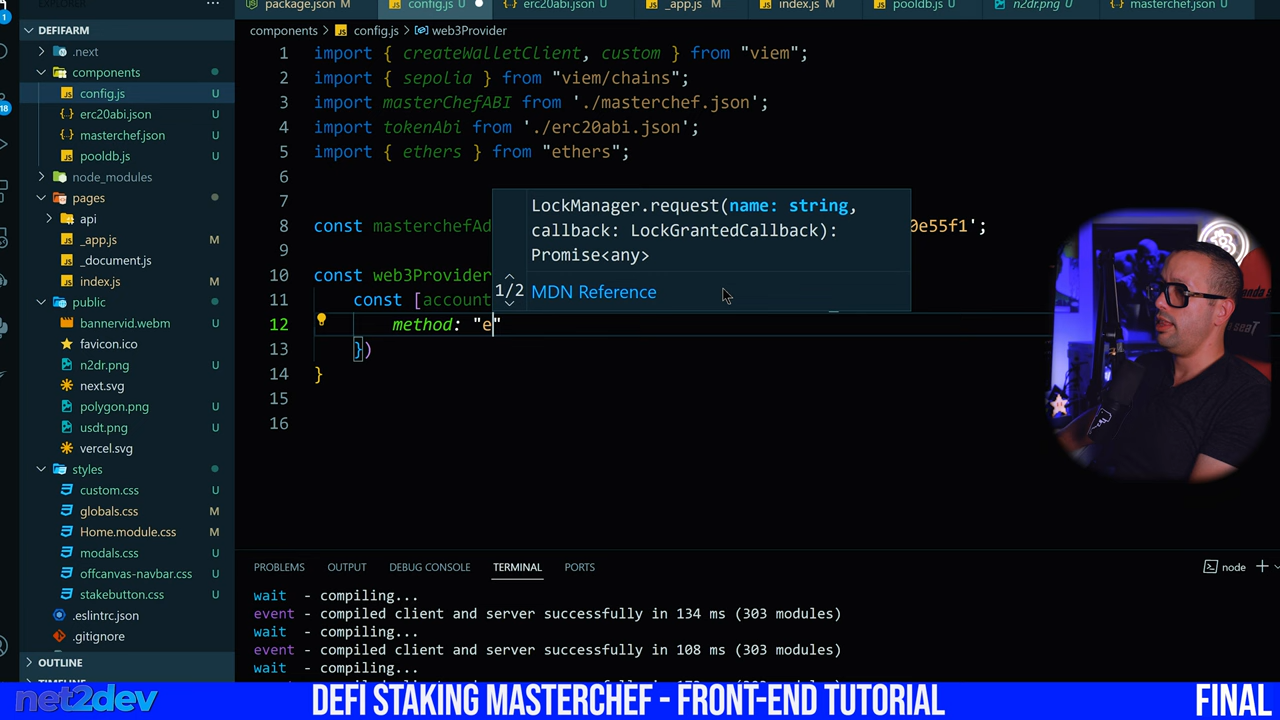 EXPLORER
package.json M
config.js U
erc20abi.json U
_app.js M
index.js M
pooldb.js U
n2dr.png U
masterchef.json U
DEFIFARM
components > config.js > web3Provider
.next
components
config.js U
erc20abi.json U
masterchef.json U
pooldb.js U
node_modules
pages
api
_app.js M
_document.js
index.js M
public
bannervid.webm U
favicon.ico
n2dr.png U
next.svg
polygon.png U
usdt.png U
vercel.svg
styles
custom.css U
globals.css M
Home.module.css M
modals.css U
offcanvas-navbar.css U
stakebutton.css U
.eslintrc.json
.gitignore
OUTLINE
18
1 import { createWalletClient, custom } from "viem";
2 import { sepolia } from "viem/chains";
3 import masterChefABI from './masterchef.json';
4 import tokenAbi from './erc20abi.json';
5 import { ethers } from "ethers";
6
7
8 const masterchefAd 0e55f1';
9
10 const web3Provider
11 const [account
12 method: "e"
13 })
14 }
15
16
LockManager.request(name: string,
callback: LockGrantedCallback):
Promise<any>
1/2 MDN Reference
PROBLEMS OUTPUT DEBUG CONSOLE TERMINAL PORTS
node
wait - compiling...
event - compiled client and server successfully in 134 ms (303 modules)
wait - compiling...
event - compiled client and server successfully in 108 ms (303 modules)
wait - compiling...
net2dev DEFI STAKING MASTERCHEF - FRONT-END TUTORIAL FINAL